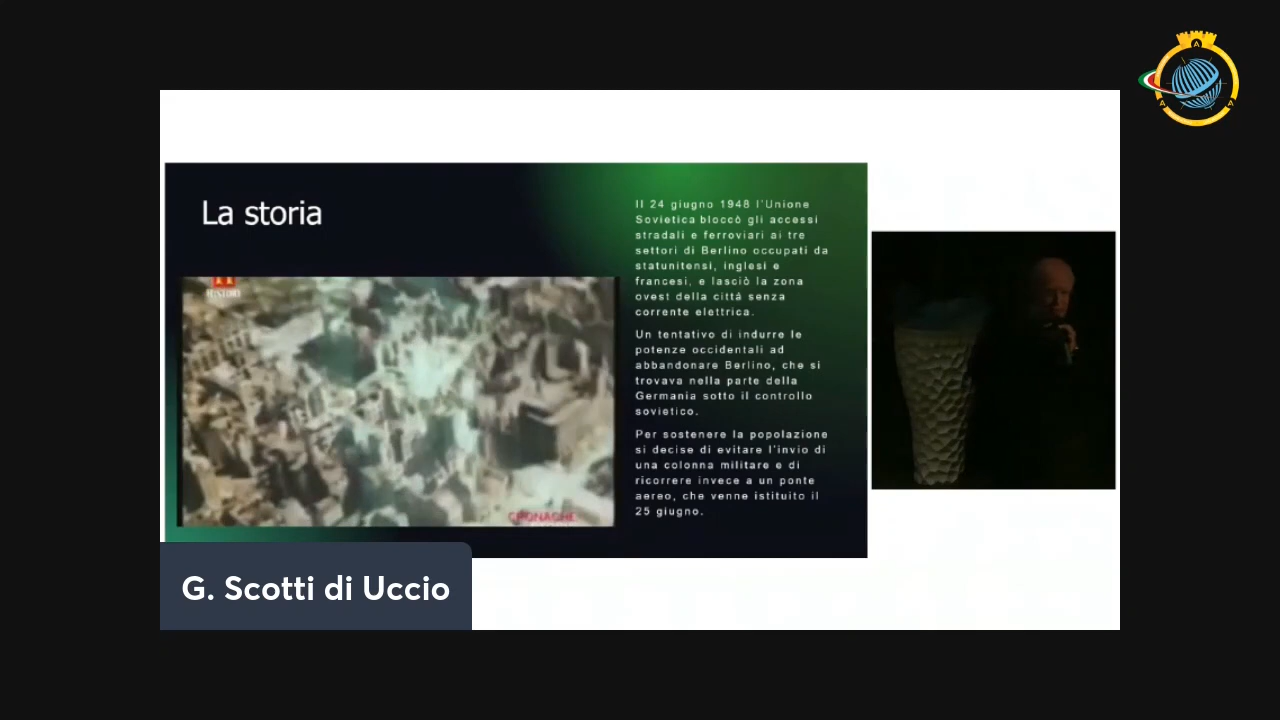 La storia
Il 24 giugno 1948 l'Unione
Sovietica bloccò gli accessi
stradali e ferroviari ai tre
settori di Berlino occupati da
statunitensi, inglesi e
francesi, e lasciò la zona
ovest della città senza
corrente elettrica.
Un tentativo di indurre le
potenze occidentali ad
abbandonare Berlino, che si
trovava nella parte della
Germania sotto il controllo
sovietico.
Per sostenere la popolazione
si decise di evitare l'invio di
una colonna militare e di
ricorrere invece a un ponte
aereo, che venne istituito il
25 giugno.
H
HISTORY
CRONACHE
G. Scotti di Uccio